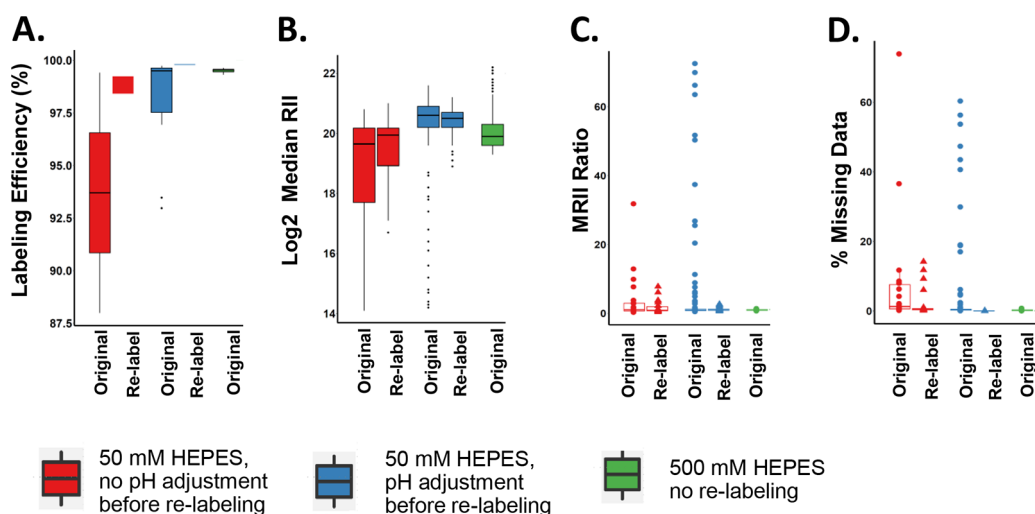 A.
B.
C.
D.
Labeling Efficiency (%)
100.0
97.5
95.0
92.5
90.0
87.5
Original
Re-label
Original
Re-label
Original
Log2 Median RII
22
20
18
16
14
Original
Re-label
Original
Re-label
Original
MRII Ratio
60
40
20
0
Original
Re-label
Original
Re-label
Original
% Missing Data
60
40
20
0
Original
Re-label
Original
Re-label
Original
50 mM HEPES,
no pH adjustment
before re-labeling
50 mM HEPES,
pH adjustment
before re-labeling
500 mM HEPES
no re-labeling